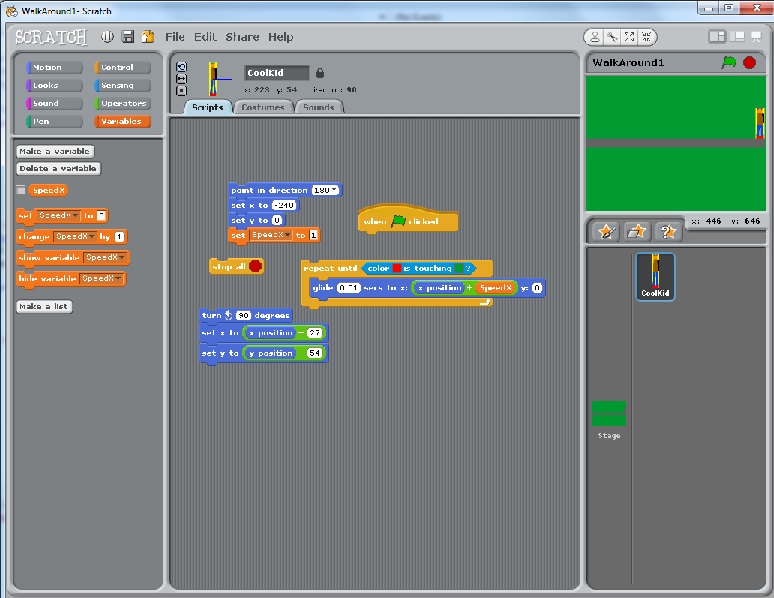 WalkAround1- Scratch
SCRATCH File Edit Share Help
Motion Control
Looks Sensing
Sound Operators
Pen Variables
CoolKid
x: 223 y: 54
Scripts Costumes Sounds
WalkAround1
Make a variable
Delete a variable
SpeedX
set SpeedX to
change SpeedX by 1
show variable SpeedX
hide variable SpeedX
Make a list
point in direction 180
set x to -240
set y to 0
set SpeedX to 1
when clicked
stop all
repeat until color is touching ?
glide 0.01 secs to x: x position + SpeedX y: 0
turn 90 degrees
set x to x position - 27
set y to y position 54
x: -446 y: 646
CoolKid
Stage